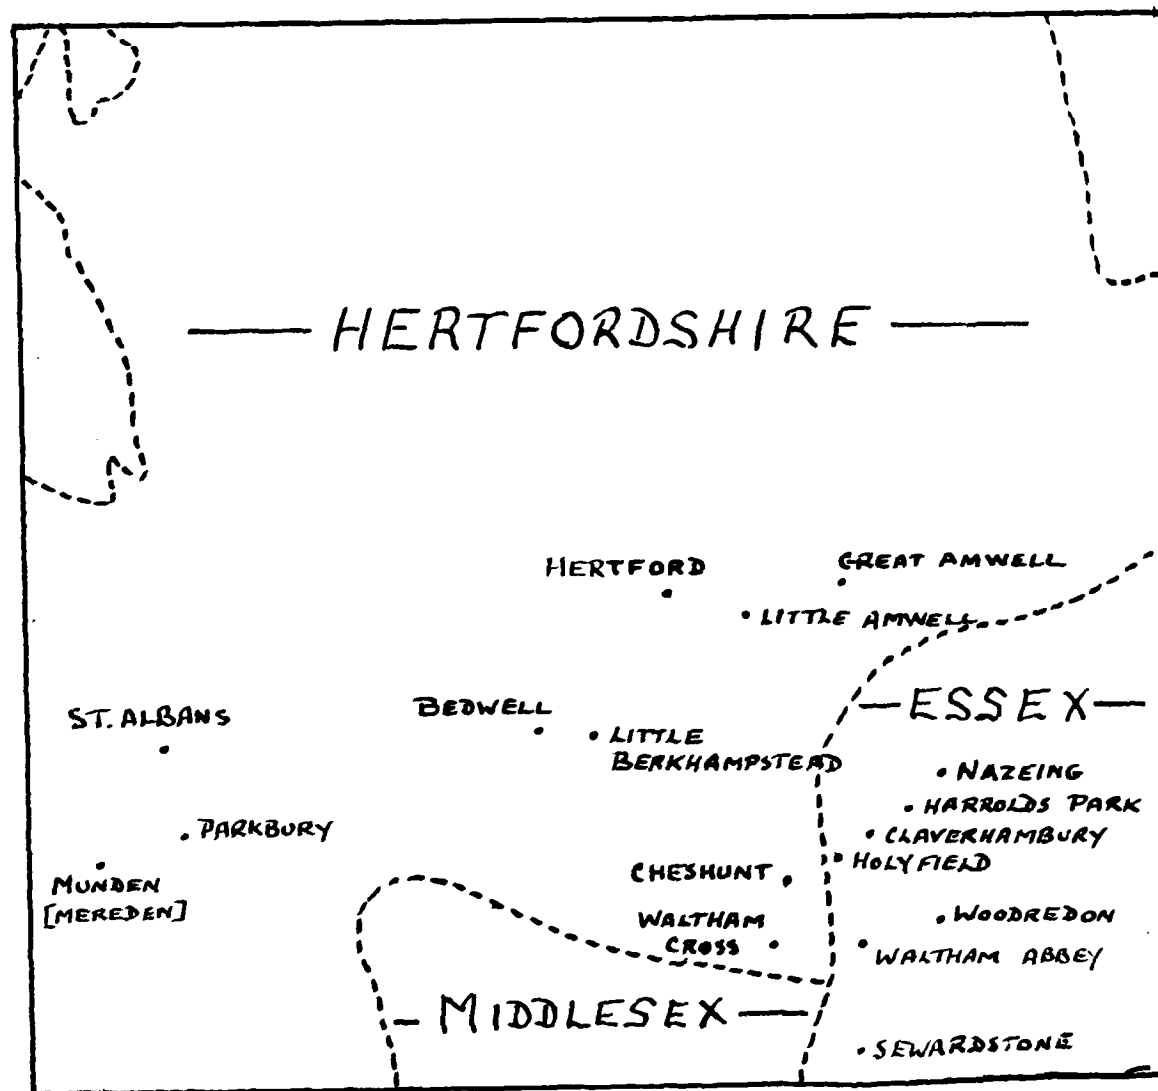 HERTFORDSHIRE
HERTFORD
GREAT AMWELL
LITTLE AMWELL
ESSEX
ST. ALBANS
BEDWELL
LITTLE
BERKHAMPSTEAD
NAZEING
HARROLDS PARK
PARKBURY
CLAVERHAMBURY
HOLYFIELD
MUNDEN
[MEREDEN]
CHESHUNT
WALTHAM
CROSS
WOODREDON
WALTHAM ABBEY
MIDDLESEX
SEWARDSTONE